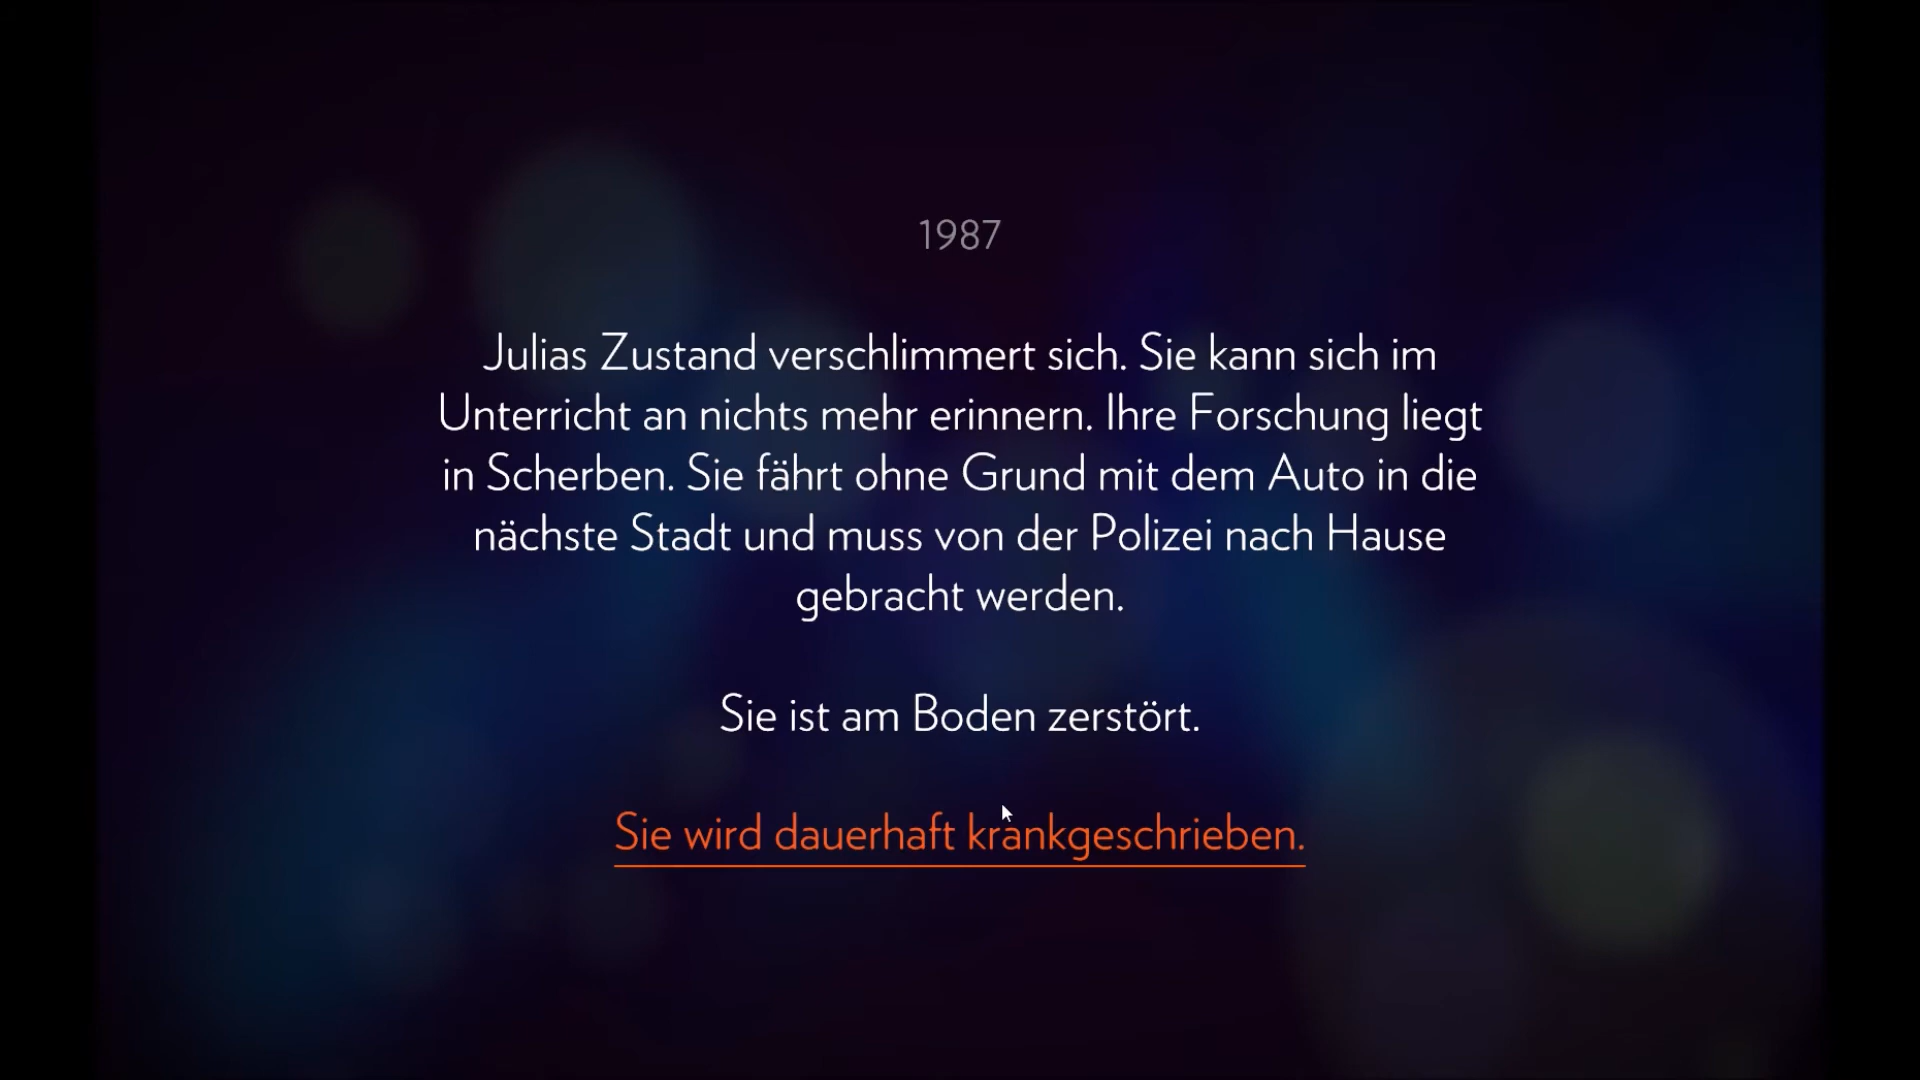 1987
Julias Zustand verschlimmert sich. Sie kann sich im
Unterricht an nichts mehr erinnern. Ihre Forschung liegt
in Scherben. Sie fährt ohne Grund mit dem Auto in die
nächste Stadt und muss von der Polizei nach Hause
gebracht werden.
Sie ist am Boden zerstört.
Sie wird dauerhaft krankgeschrieben.